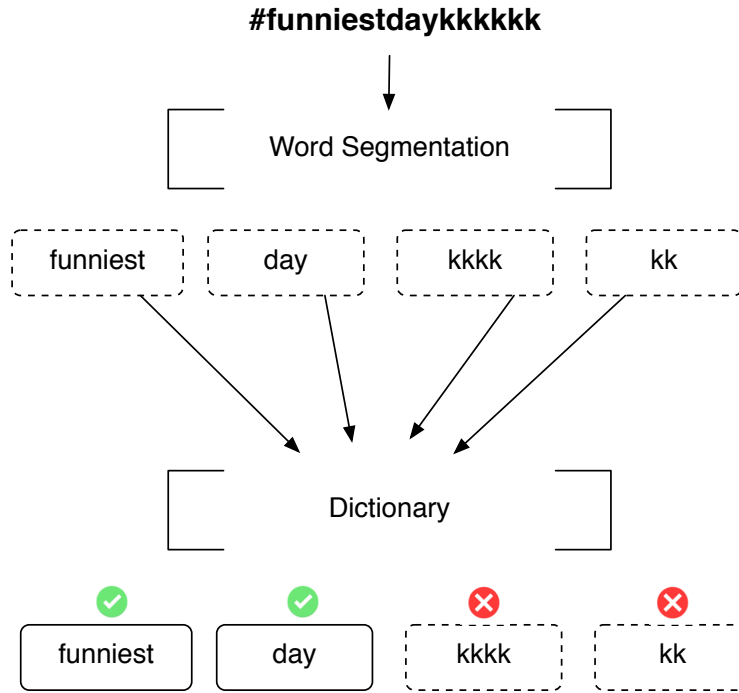 #funniestdaykkkkkk
Word Segmentation
funniest day kkkk kk
Dictionary
funniest day kkkk kk